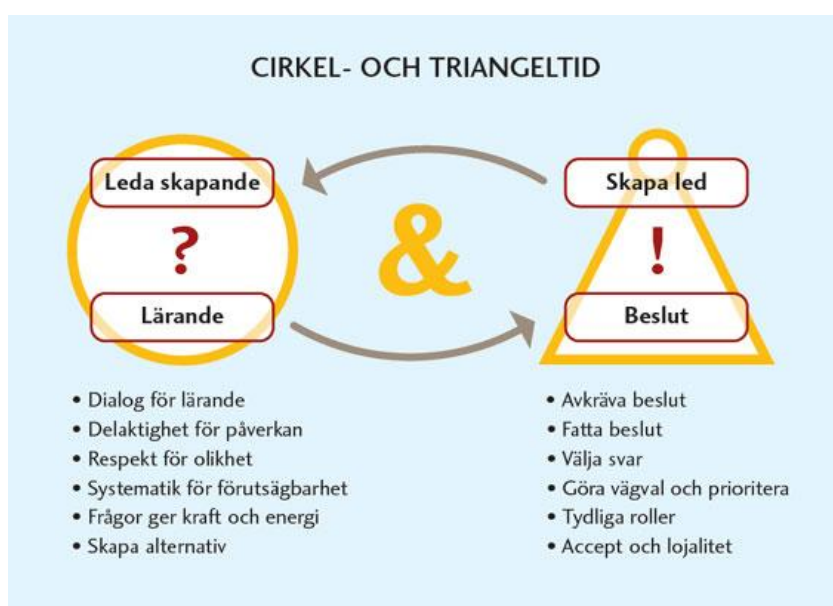 CIRKEL- OCH TRIANGELTID
Leda skapande
?
Lärande
&
Skapa led
!
Beslut
• Dialog för lärande
• Delaktighet för påverkan
• Respekt för olikhet
• Systematik för förutsägbarhet
• Frågor ger kraft och energi
• Skapa alternativ
• Avkräva beslut
• Fatta beslut
• Välja svar
• Göra vägval och prioritera
• Tydliga roller
• Accept och lojalitet